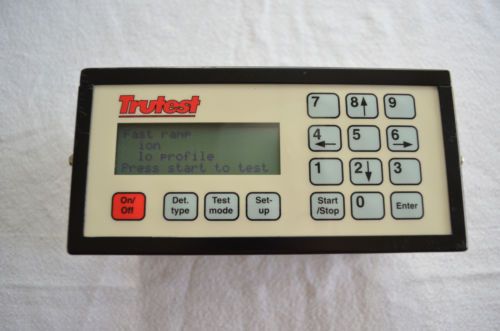 Trutest
Fast ramp
ion
lo profile
Press start to test
On/
Off
Det.
type
Test
mode
Set-
up
7 8↑ 9
4← 5 6→
1 2↓ 3
Start
/Stop
0
Enter